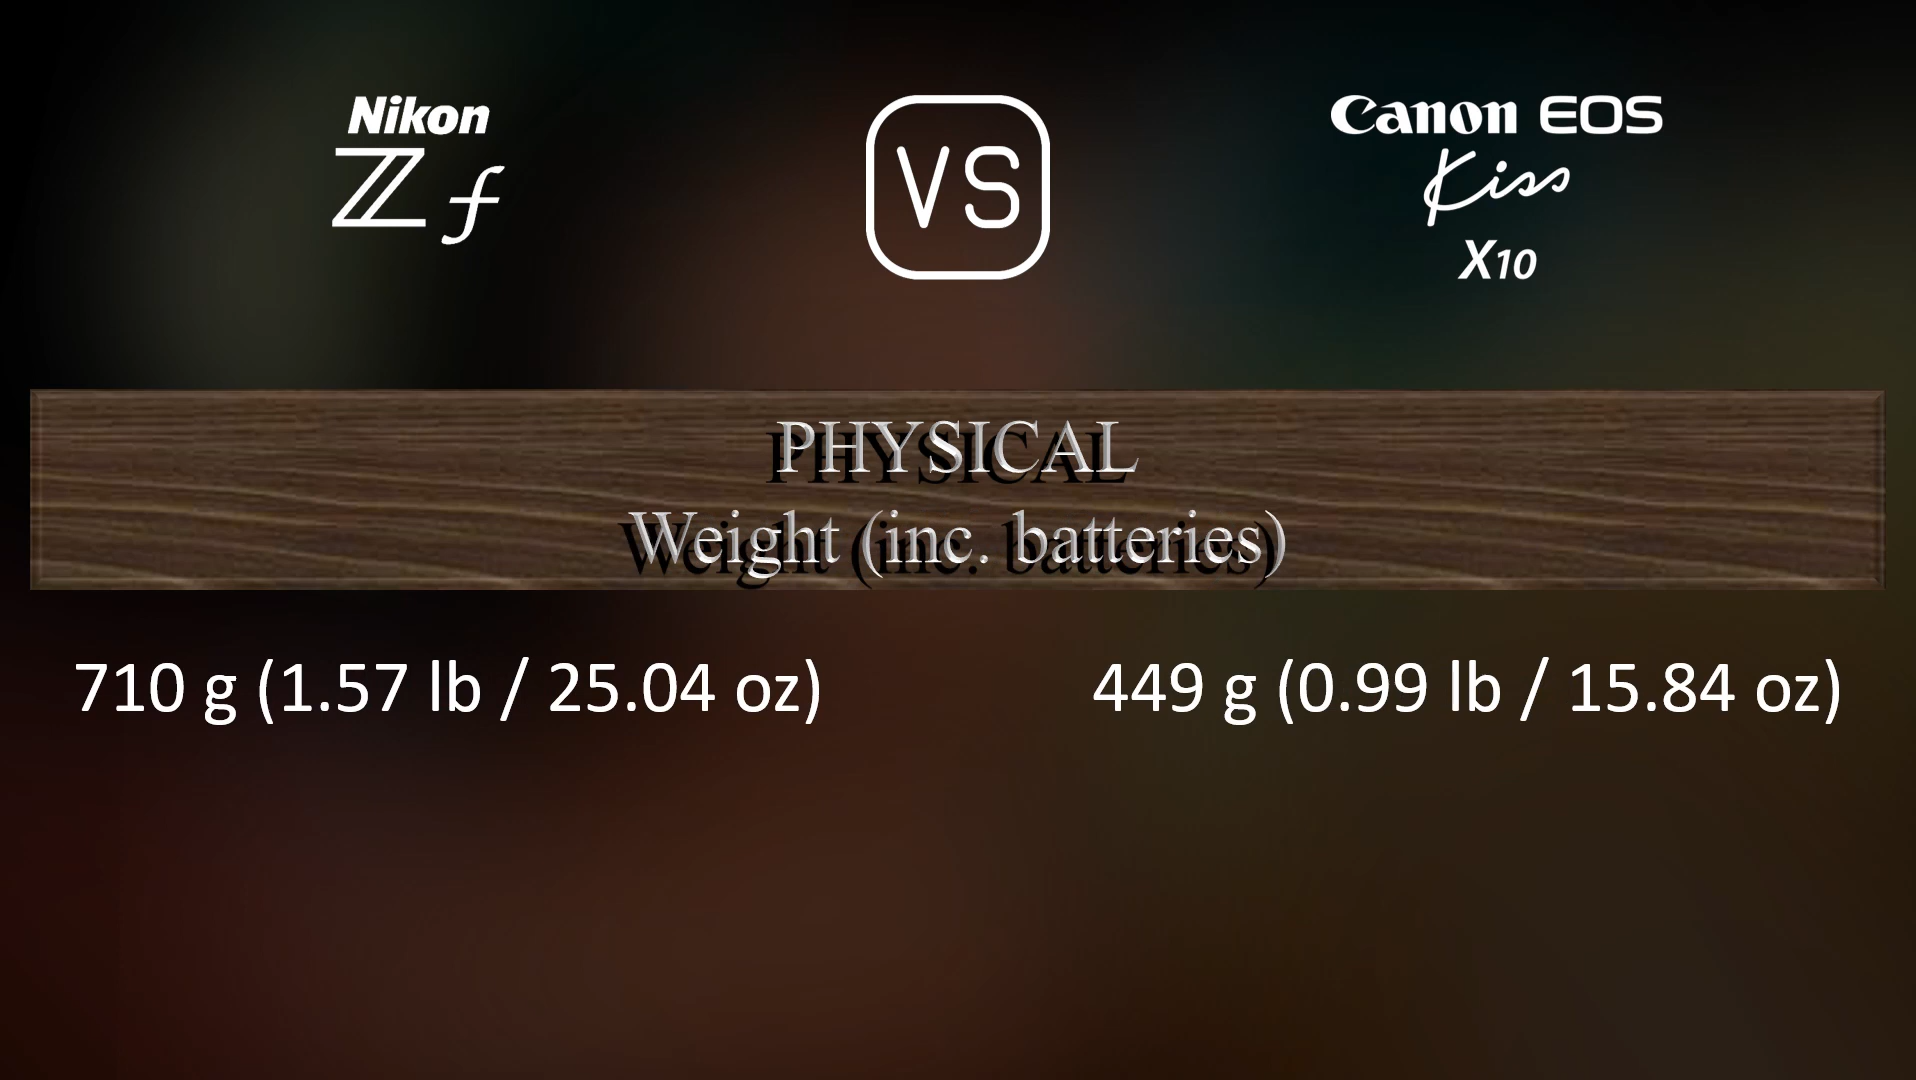 Nikon
Z f
VS
Canon EOS
Kiss
X10
PHYSICAL
Weight (inc. batteries)
710 g (1.57 lb / 25.04 oz)
449 g (0.99 lb / 15.84 oz)